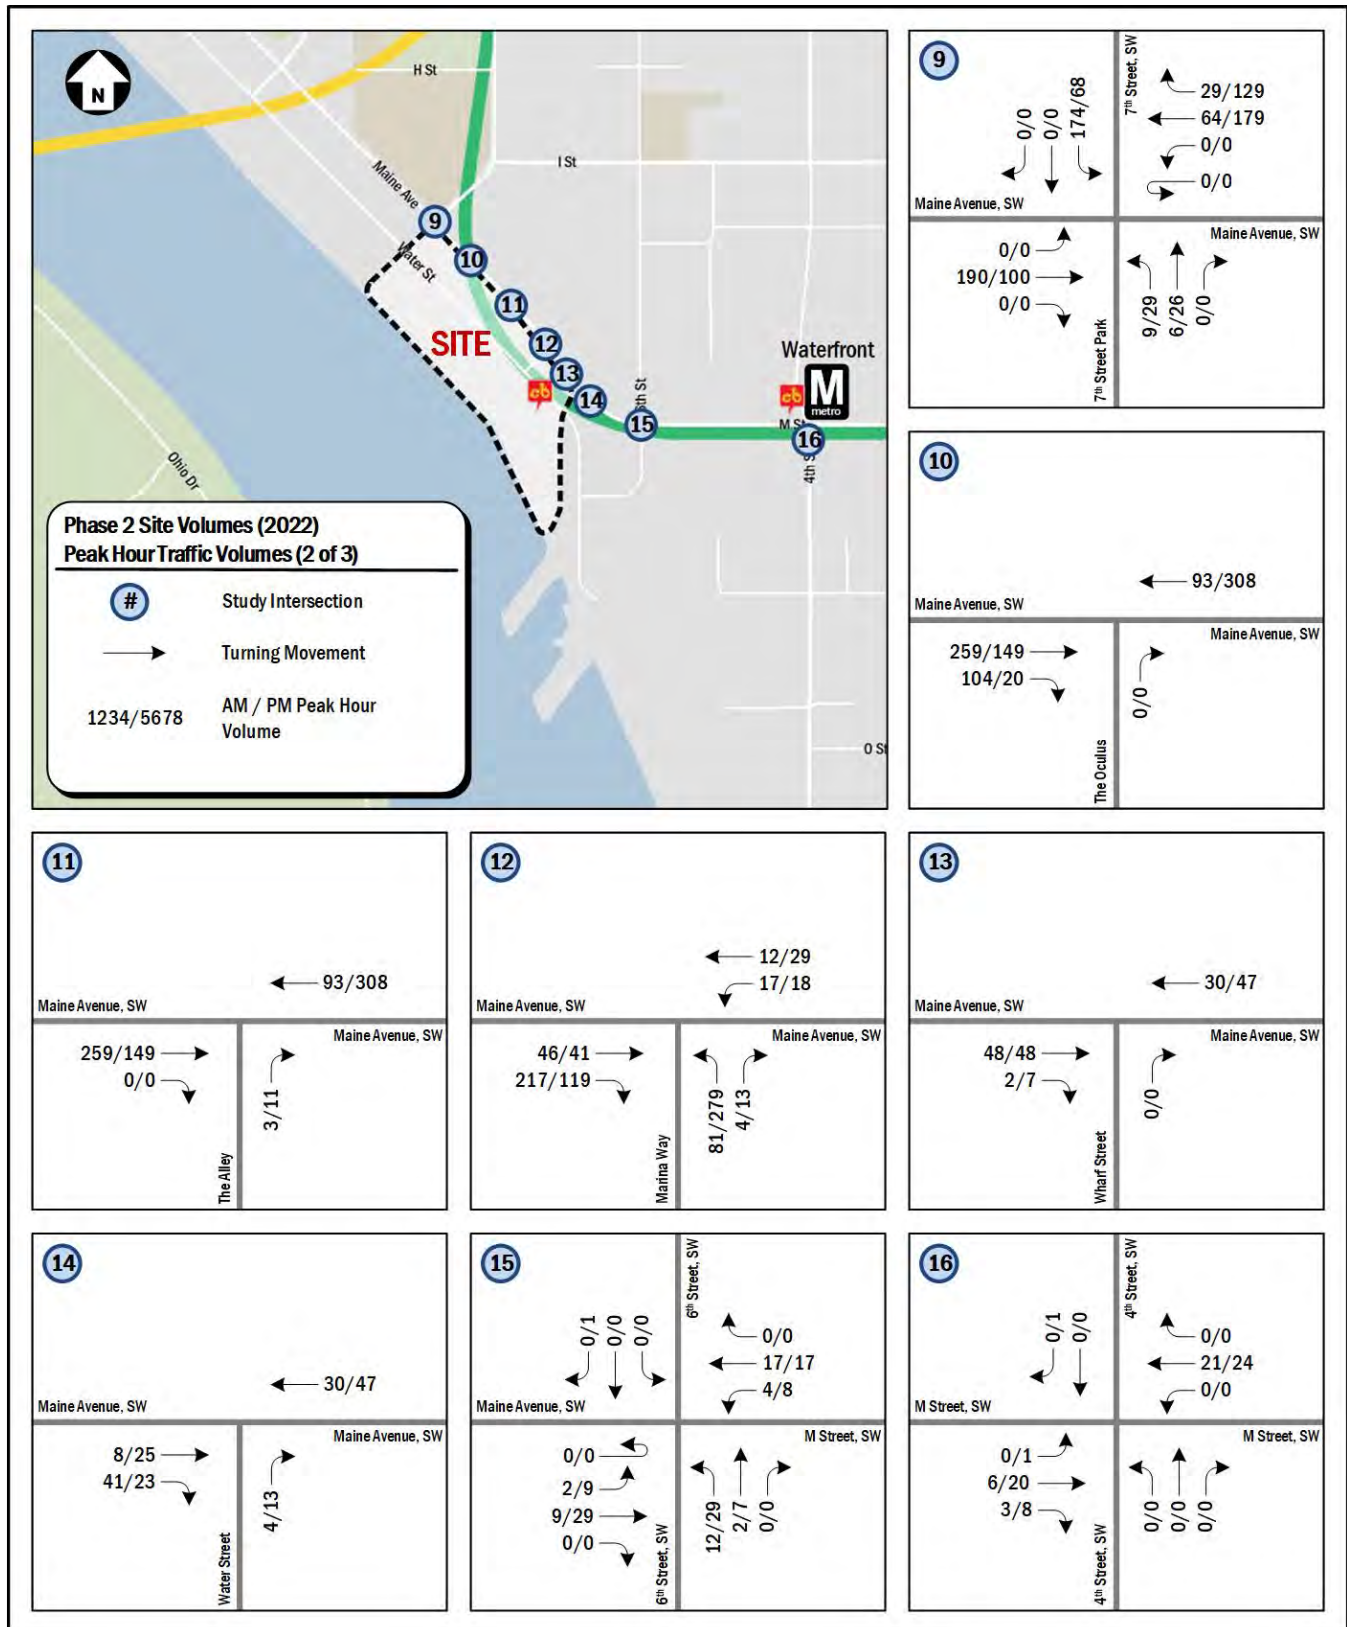 N
H St
I St
Maine Ave
Water St
9
10
11
12
13
14
15
16
SITE
Waterfront
M
metro
cb
cb
M St
4th S
Ohio Dr
O St
Phase 2 Site Volumes (2022)
Peak Hour Traffic Volumes (2 of 3)
# Study Intersection
Turning Movement
1234/5678 AM / PM Peak Hour
Volume
9
7th Street, SW
0/0
0/0
174/68
29/129
64/179
0/0
0/0
Maine Avenue, SW
Maine Avenue, SW
0/0
190/100
0/0
9/29
6/26
0/0
7th Street Park
10
93/308
Maine Avenue, SW
Maine Avenue, SW
259/149
104/20
0/0
The Oculus
11
93/308
Maine Avenue, SW
Maine Avenue, SW
259/149
0/0
3/11
The Alley
12
12/29
17/18
Maine Avenue, SW
Maine Avenue, SW
46/41
217/119
81/279
4/13
Marina Way
13
30/47
Maine Avenue, SW
Maine Avenue, SW
48/48
2/7
0/0
Wharf Street
14
30/47
Maine Avenue, SW
Maine Avenue, SW
8/25
41/23
4/13
Water Street
15
6th Street, SW
0/1
0/0
0/0
0/0
17/17
4/8
Maine Avenue, SW
M Street, SW
0/0
2/9
9/29
0/0
12/29
2/7
0/0
6th Street, SW
16
4th Street, SW
0/1
0/0
0/0
21/24
0/0
M Street, SW
M Street, SW
0/1
6/20
3/8
0/0
0/0
0/0
4th Street, SW